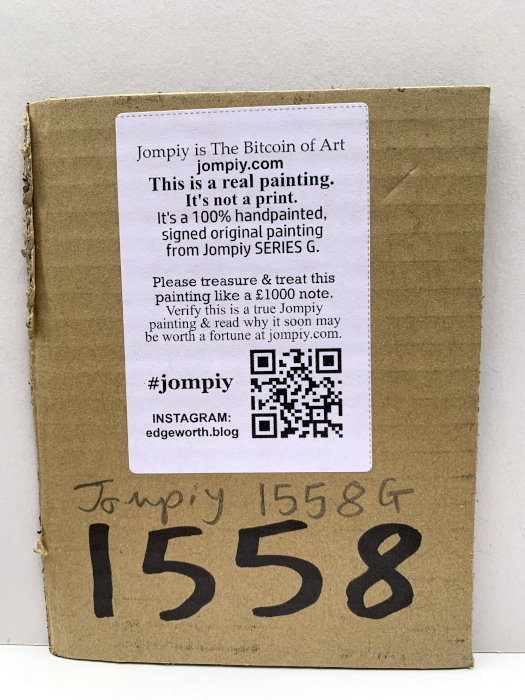 Jompiy is The Bitcoin of Art
jompiy.com
This is a real painting.
It's not a print.
It's a 100% handpainted,
signed original painting
from Jompiy SERIES G.
Please treasure & treat this
painting like a £1000 note.
Verify this is a true Jompiy
painting & read why it soon may
be worth a fortune at jompiy.com.
#jompiy
INSTAGRAM:
edgeworth.blog
Jompiy 1558G
1558